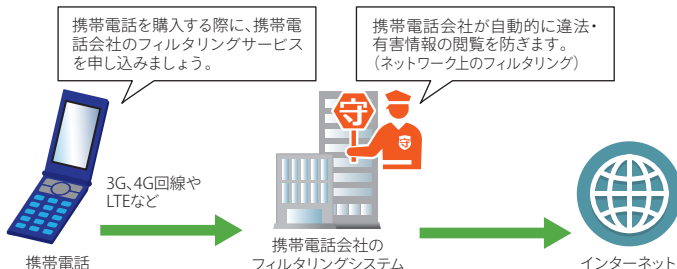 携帯電話を購入する際に、携帯電
話会社のフィルタリングサービス
を申し込みましょう。
携帯電話会社が自動的に違法・
有害情報の閲覧を防ぎます。
（ネットワーク上のフィルタリング）
守
守
3G、4G回線や
LTEなど
携帯電話
携帯電話会社の
フィルタリングシステム
インターネット